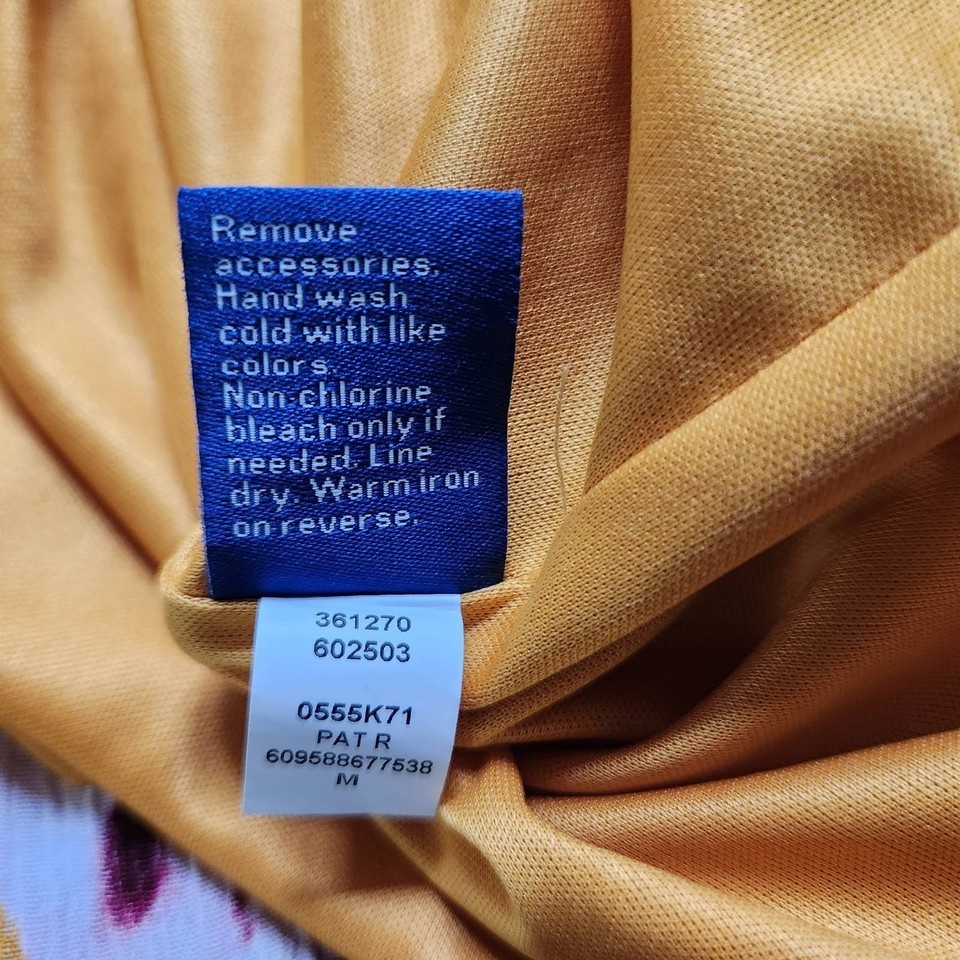 Remove
accessories.
Hand wash
cold with like
colors.
Non-chlorine
bleach only if
needed. Line
dry. Warm iron
on reverse.
361270
602503
0555K71
PAT R
609588677538
M